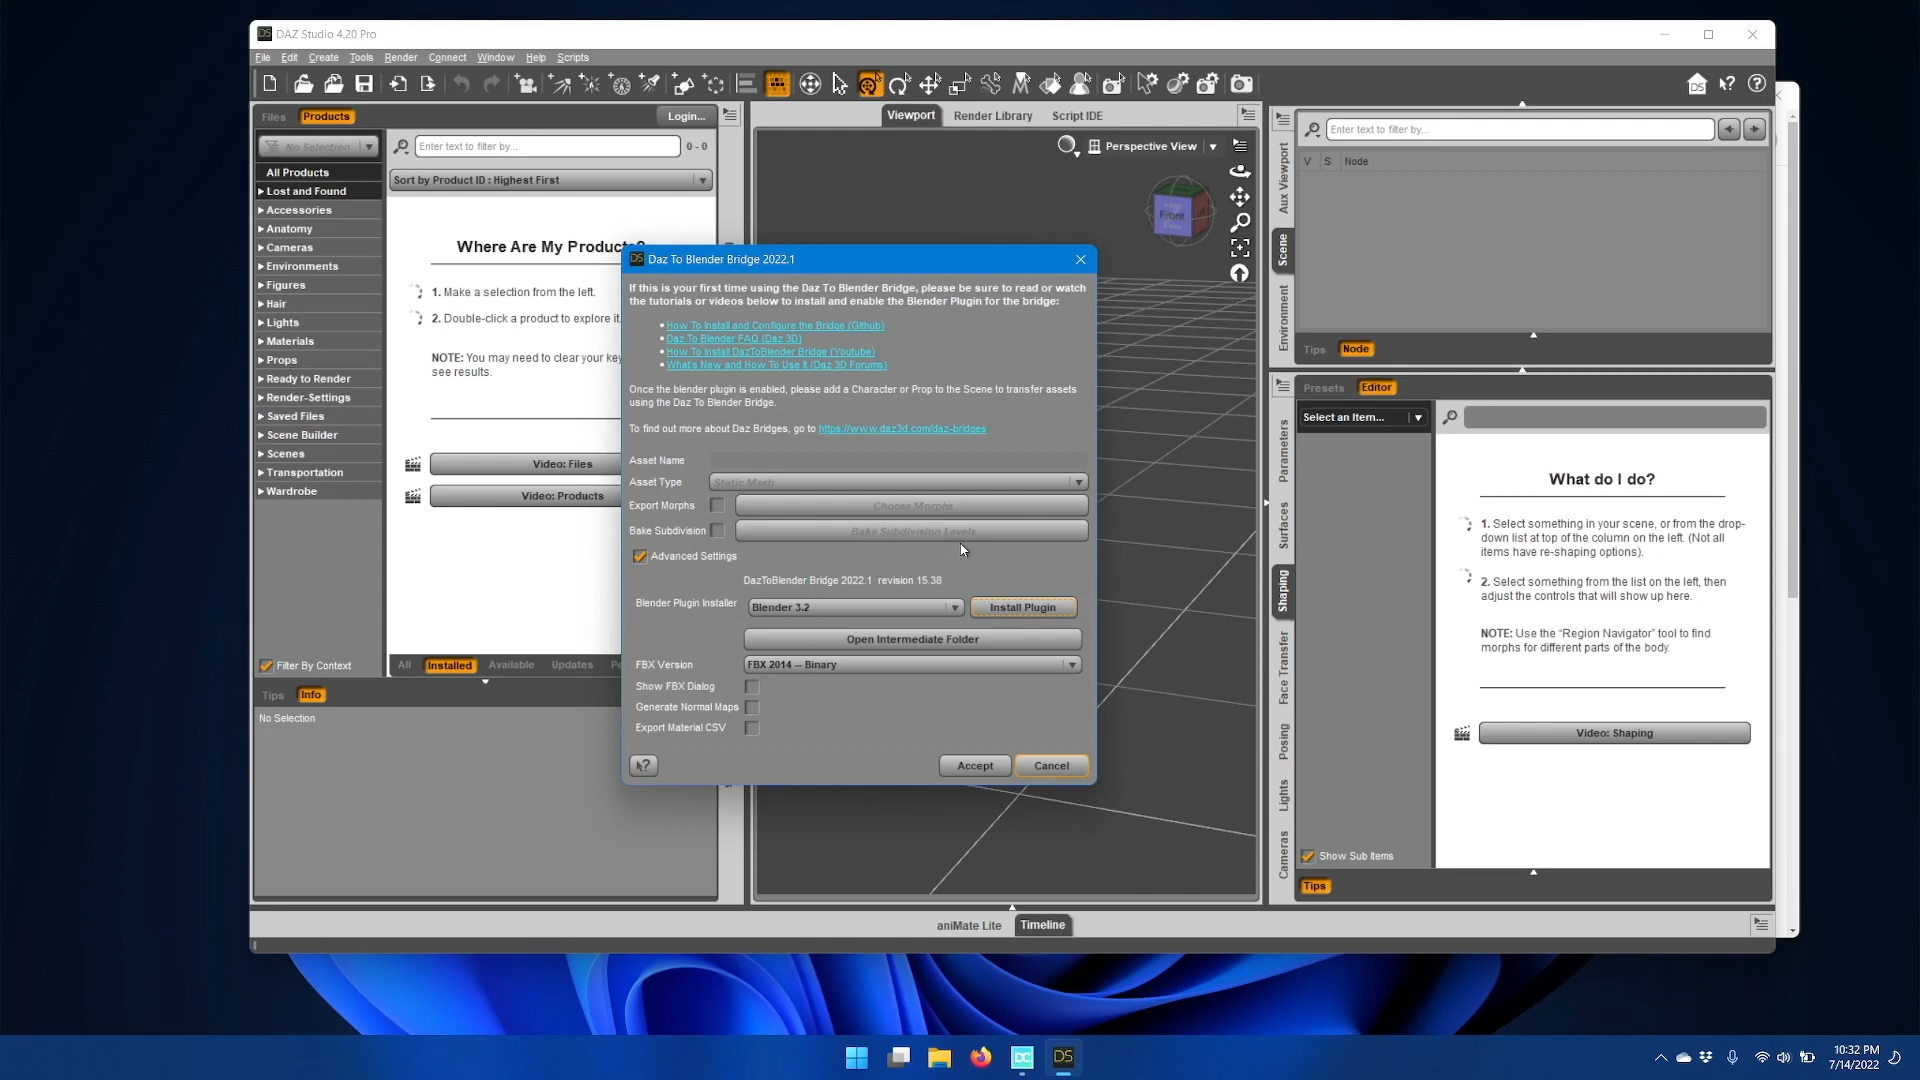 DS DAZ Studio 4.20 Pro
File Edit Create Tools Render Connect Window Help Scripts
Files Products Login...
No Selection
Enter text to filter by... 0 - 0
Sort by Product ID : Highest First
All Products
Lost and Found
Accessories
Anatomy
Cameras
Environments
Figures
Hair
Lights
Materials
Props
Ready to Render
Render-Settings
Saved Files
Scene Builder
Scenes
Transportation
Wardrobe
Filter By Context
Where Are My Products?
1. Make a selection from the left.
2. Double-click a product to explore it.
NOTE: You may need to clear your key
see results.
Video: Files
Video: Products
All Installed Available Updates
Tips Info
No Selection
Viewport Render Library Script IDE
Perspective View
Front
DS Daz To Blender Bridge 2022.1
If this is your first time using the Daz To Blender Bridge, please be sure to read or watch
the tutorials or videos below to install and enable the Blender Plugin for the bridge:
• How To Install and Configure the Bridge (Github)
• Daz To Blender FAQ (Daz 3D)
• How To Install DazToBlender Bridge (Youtube)
• What's New and How To Use It (Daz 3D Forums)
Once the blender plugin is enabled, please add a Character or Prop to the Scene to transfer assets
using the Daz To Blender Bridge.
To find out more about Daz Bridges, go to https://www.daz3d.com/daz-bridges
Asset Name
Asset Type Static Mesh
Export Morphs Choose Morphs
Bake Subdivision Bake Subdivision Levels
Advanced Settings
DazToBlender Bridge 2022.1 revision 15.38
Blender Plugin Installer Blender 3.2 Install Plugin
Open Intermediate Folder
FBX Version FBX 2014 -- Binary
Show FBX Dialog
Generate Normal Maps
Export Material CSV
Accept Cancel
aniMate Lite Timeline
Aux Viewport
Scene
Environment
Enter text to filter by...
V S Node
Tips Node
Parameters
Surfaces
Shaping
Face Transfer
Posing
Lights
Cameras
Presets Editor
Select an Item...
What do I do?
1. Select something in your scene, or from the drop-
down list at top of the column on the left. (Not all
items have re-shaping options).
2. Select something from the list on the left, then
adjust the controls that will show up here.
NOTE: Use the “Region Navigator” tool to find
morphs for different parts of the body.
Video: Shaping
Show Sub Items
Tips
DC DS
10:32 PM
7/14/2022